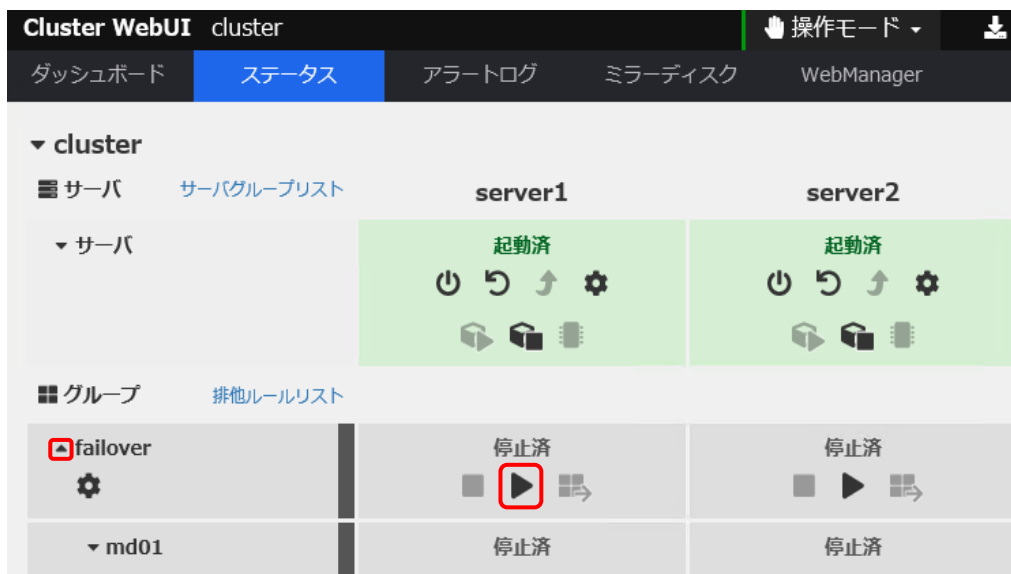 Cluster WebUI cluster 操作モード
ダッシュボード ステータス アラートログ ミラーディスク WebManager
cluster
サーバ サーバグループリスト server1 server2
サーバ 起動済 起動済
グループ 排他ルールリスト
failover 停止済 停止済
md01 停止済 停止済